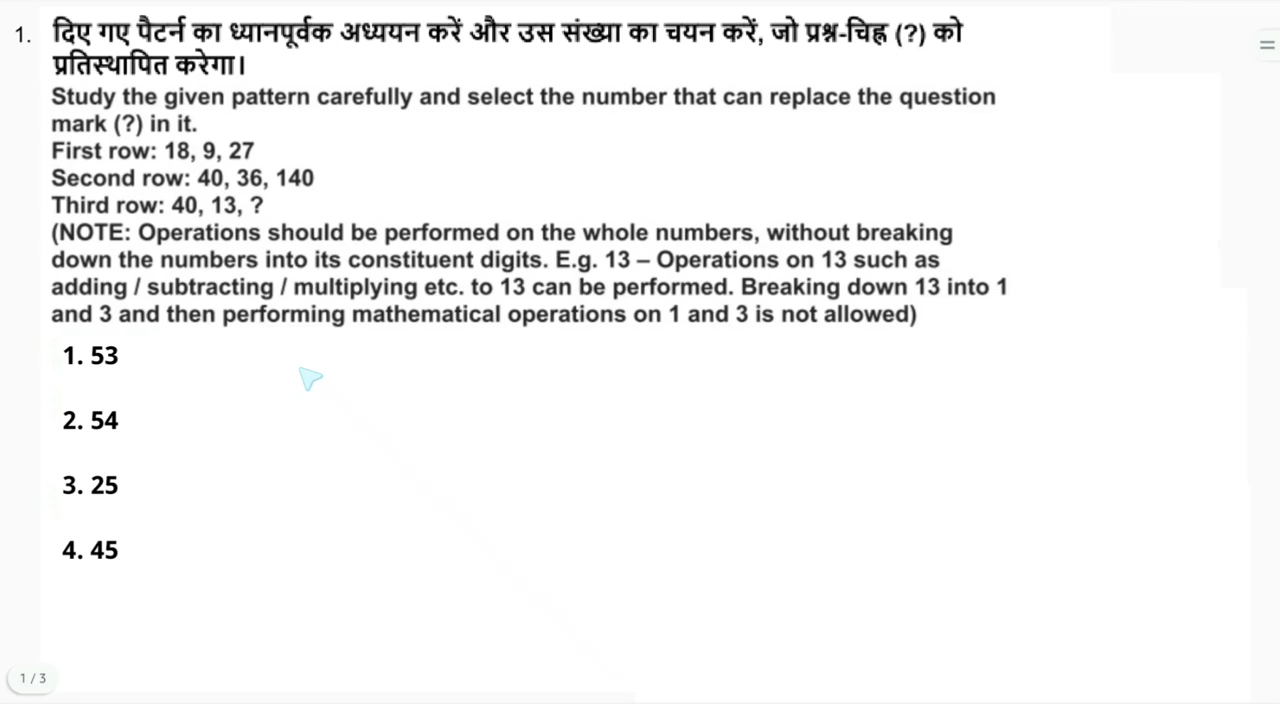 1. दिए गए पैटर्न का ध्यानपूर्वक अध्ययन करें और उस संख्या का चयन करें, जो प्रश्न-चिह्न (?) को
प्रतिस्थापित करेगा।
Study the given pattern carefully and select the number that can replace the question
mark (?) in it.
First row: 18, 9, 27
Second row: 40, 36, 140
Third row: 40, 13, ?
(NOTE: Operations should be performed on the whole numbers, without breaking
down the numbers into its constituent digits. E.g. 13 – Operations on 13 such as
adding / subtracting / multiplying etc. to 13 can be performed. Breaking down 13 into 1
and 3 and then performing mathematical operations on 1 and 3 is not allowed)
1. 53
2. 54
3. 25
4. 45
1 / 3